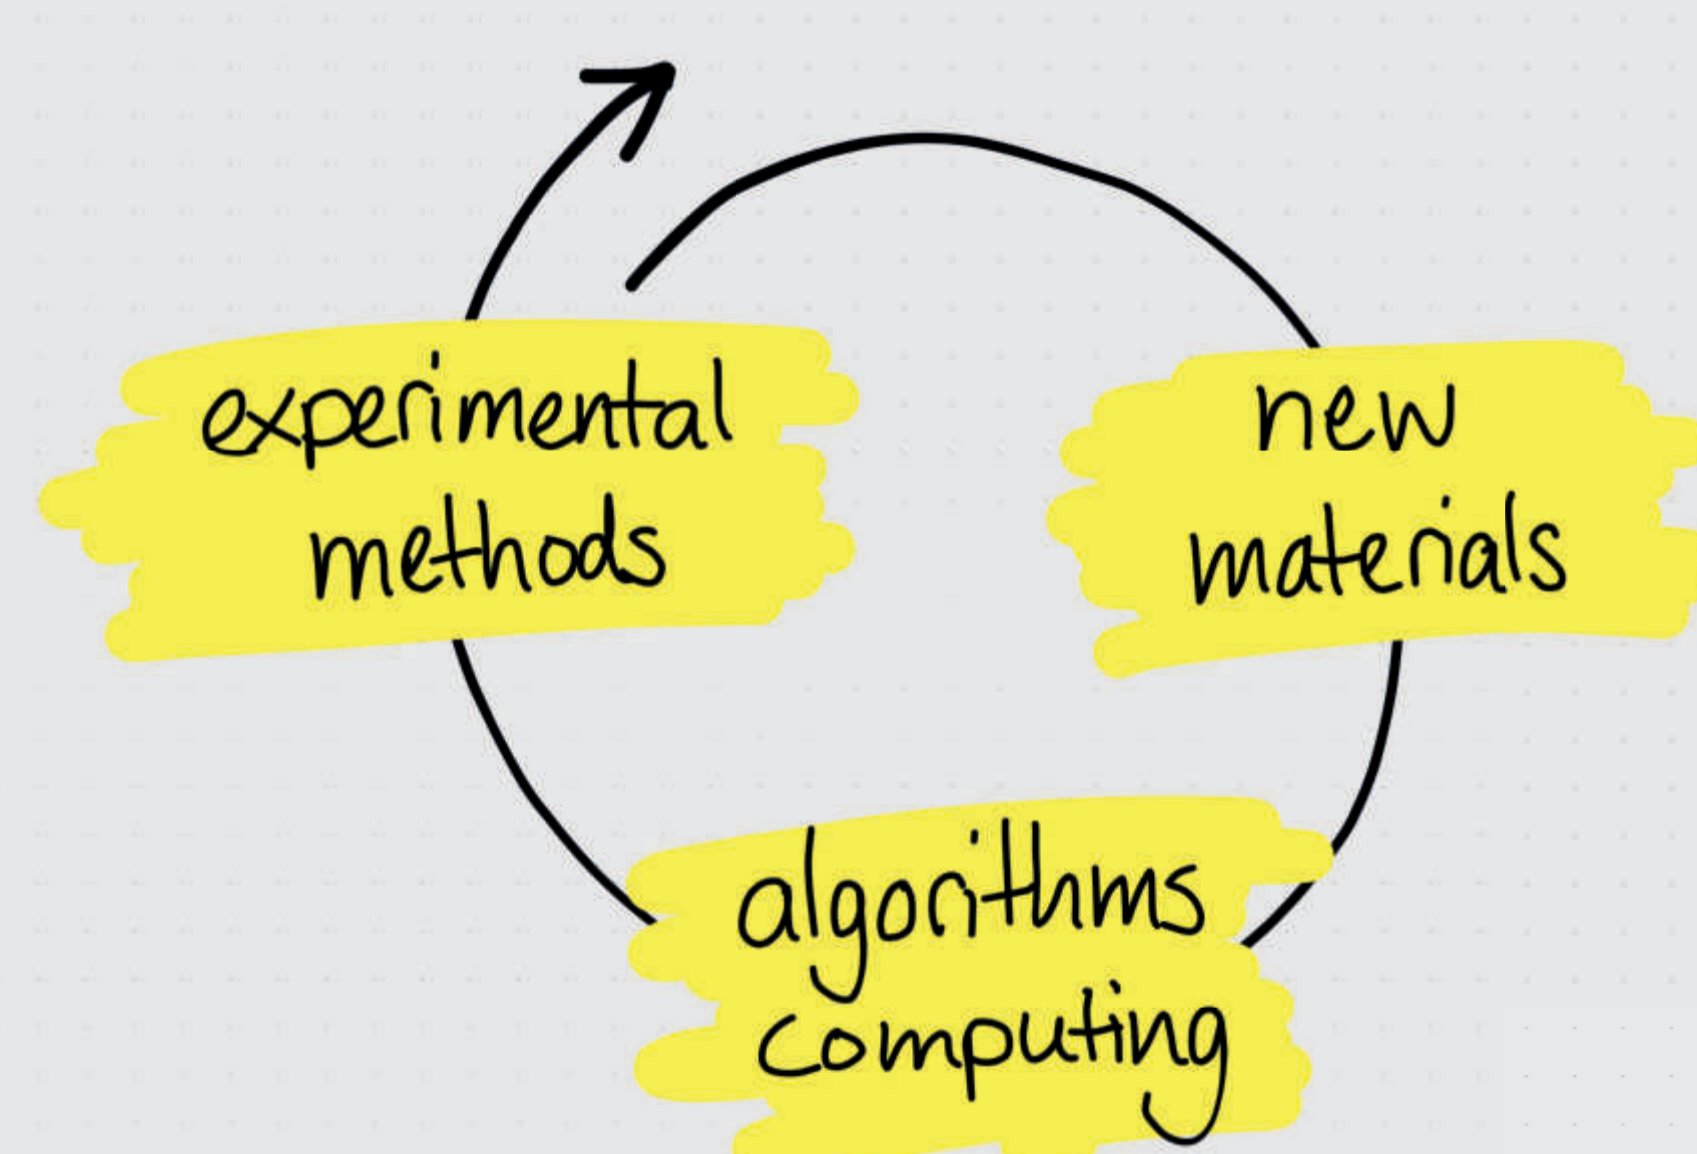 experimental
methods
new
materials
algorithms
computing